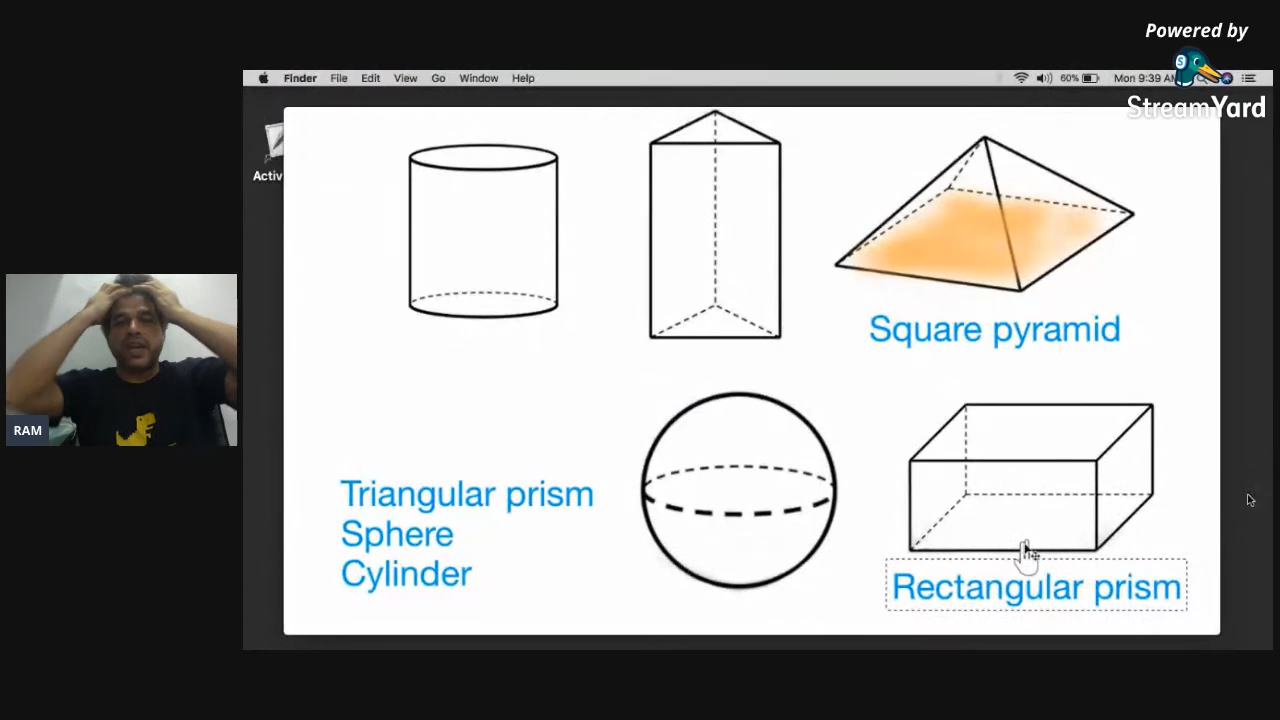 Powered by
StreamYard
Finder File Edit View Go Window Help
60%
Mon 9:39 AM
Activ
Square pyramid
Triangular prism
Sphere
Cylinder
Rectangular prism
RAM